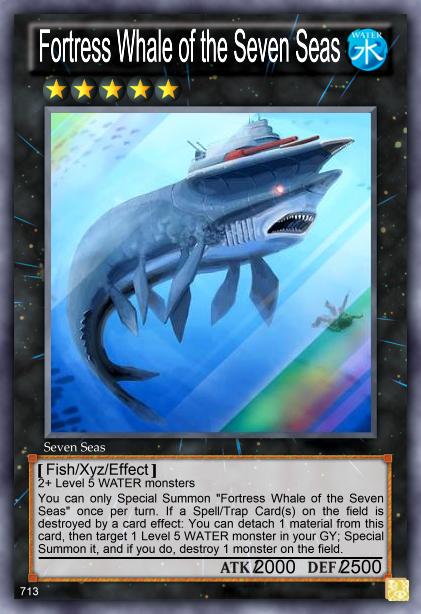 Fortress Whale of the Seven Seas
WATER
水
Seven Seas
[ Fish/Xyz/Effect ]
2+ Level 5 WATER monsters
You can only Special Summon "Fortress Whale of the Seven
Seas" once per turn. If a Spell/Trap Card(s) on the field is
destroyed by a card effect: You can detach 1 material from this
card, then target 1 Level 5 WATER monster in your GY; Special
Summon it, and if you do, destroy 1 monster on the field.
ATK/2000 DEF/2500
713